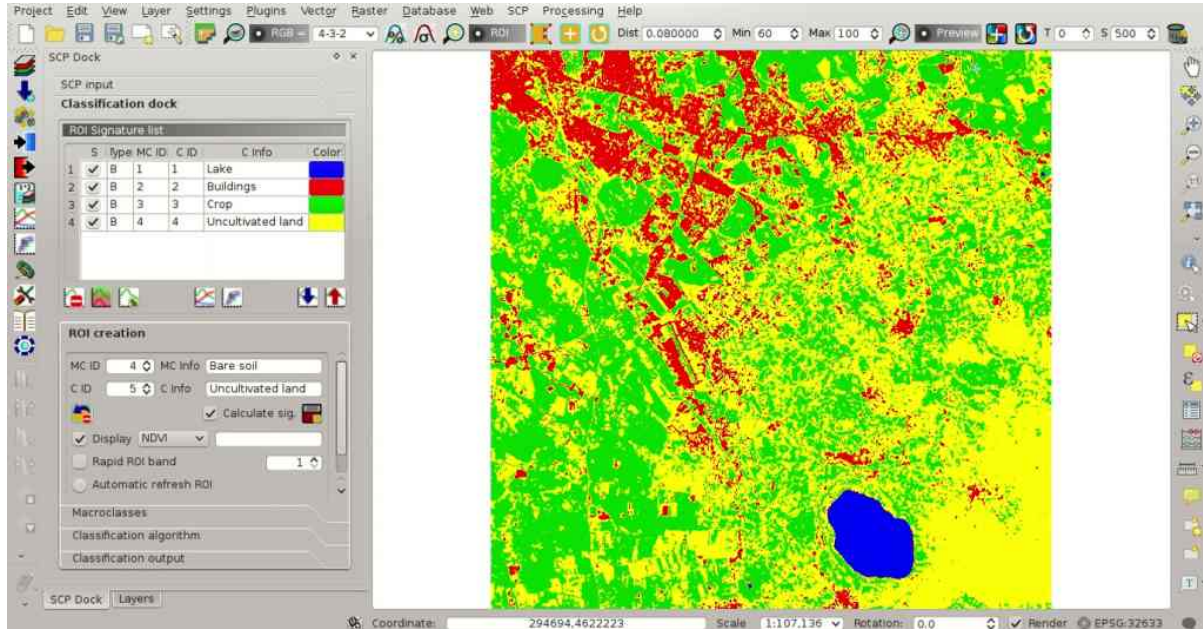 Project Edit View Layer Settings Plugins Vector Raster Database Web SCP Processing Help
RGB = 4-3-2 ROI Dist 0.080000 Min 60 Max 100 Preview T 0 S 500
SCP Dock
SCP input
Classification dock
ROI Signature list
S Type MC ID C ID C Info Color
1 B 1 1 Lake
2 B 2 2 Buildings
3 B 3 3 Crop
4 B 4 4 Uncultivated land
ROI creation
MC ID 4 MC Info Bare soil
C ID 5 C Info Uncultivated land
Calculate sig.
Display NDVI
Rapid ROI band 1
Automatic refresh ROI
Macroclasses
Classification algorithm
Classification output
SCP Dock Layers
Coordinate: 294694,4622223 Scale 1:107,136 Rotation: 0.0 Render EPSG:32633